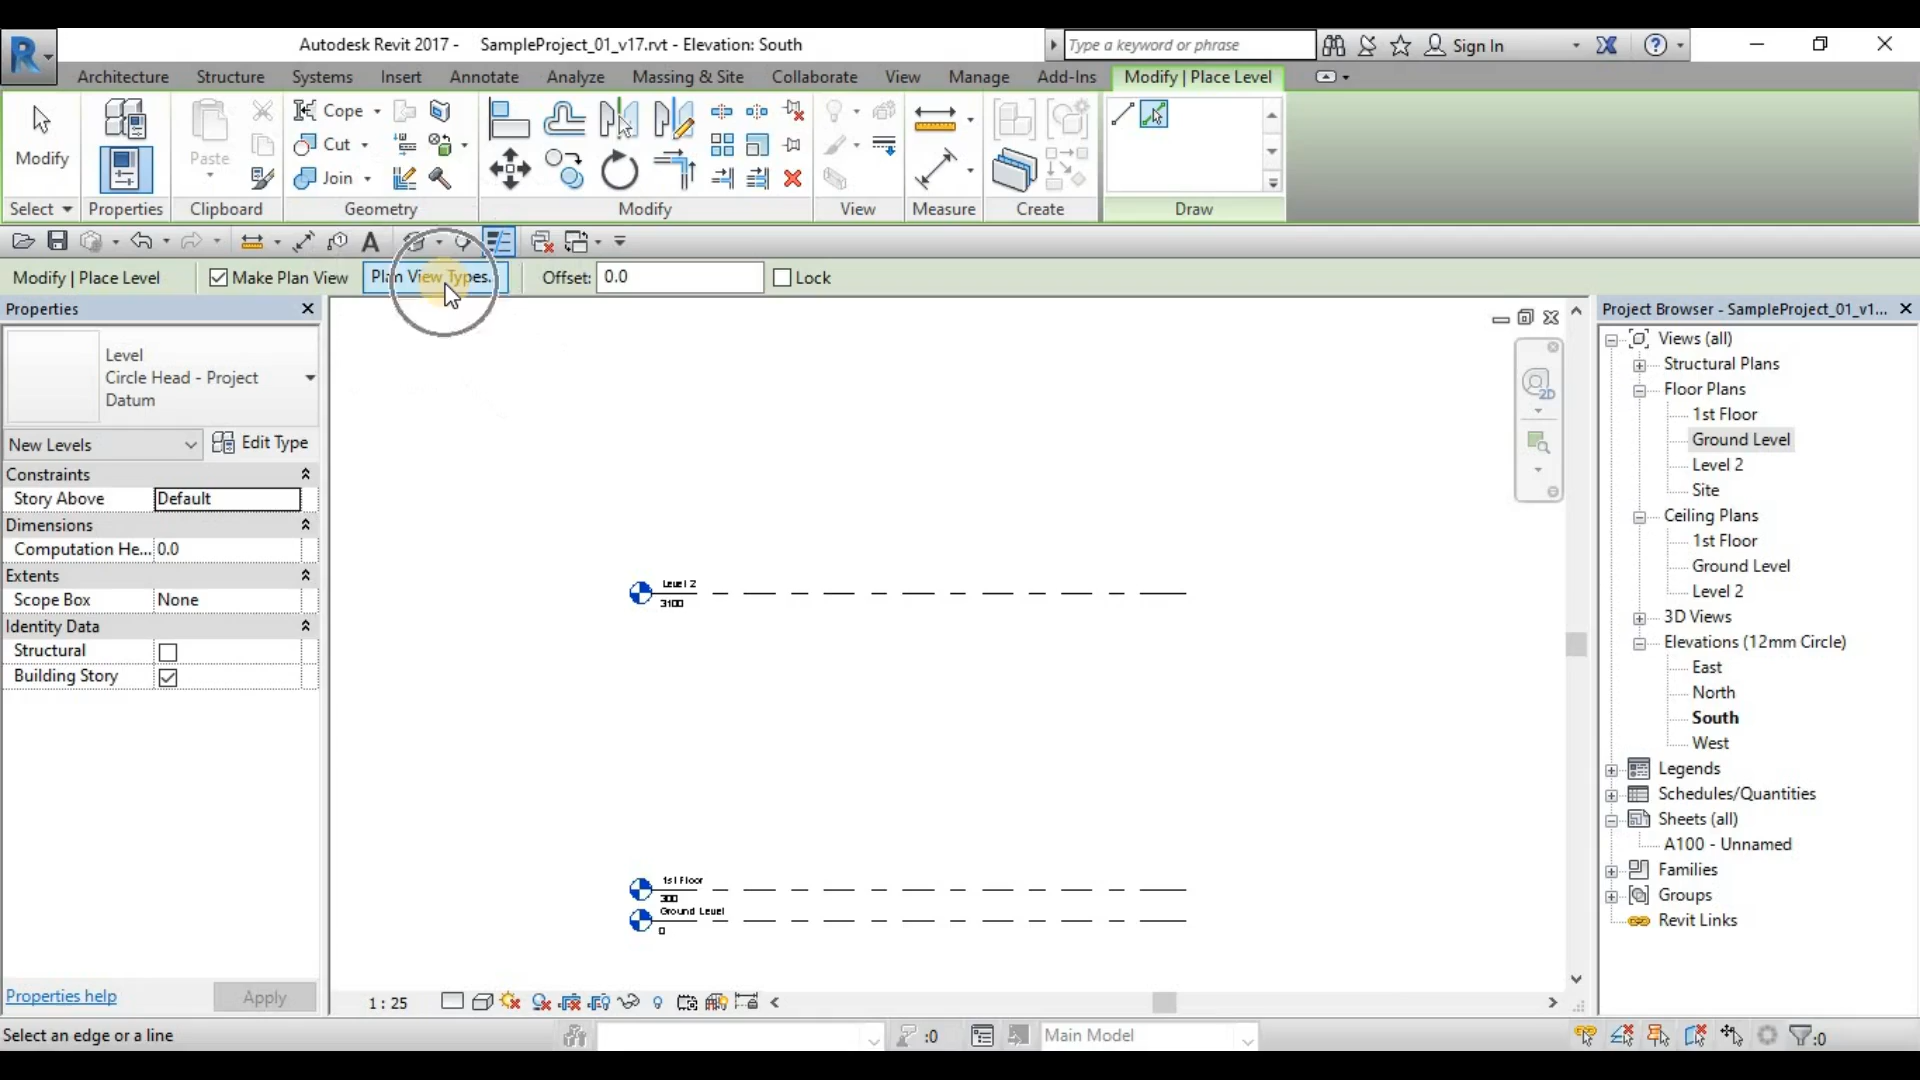 Autodesk Revit 2017 -    SampleProject_01_v17.rvt - Elevation: South
Type a keyword or phrase
Sign In
Architecture Structure Systems Insert Annotate Analyze Massing & Site Collaborate View Manage Add-Ins Modify | Place Level
Modify
Paste
Cope
Cut
Join
Select Properties Clipboard Geometry Modify View Measure Create Draw
Modify | Place Level Make Plan View Plan View Types... Offset: 0.0 Lock
Properties
Level
Circle Head - Project
Datum
New Levels Edit Type
Constraints
Story Above Default
Dimensions
Computation He... 0.0
Extents
Scope Box None
Identity Data
Structural
Building Story
Properties help Apply
Level 2
3100
1st Floor
300
Ground Level
0
2D
1 : 25
Project Browser - SampleProject_01_v1...
Views (all)
Structural Plans
Floor Plans
1st Floor
Ground Level
Level 2
Site
Ceiling Plans
1st Floor
Ground Level
Level 2
3D Views
Elevations (12mm Circle)
East
North
South
West
Legends
Schedules/Quantities
Sheets (all)
A100 - Unnamed
Families
Groups
Revit Links
Select an edge or a line
:0
Main Model
:0